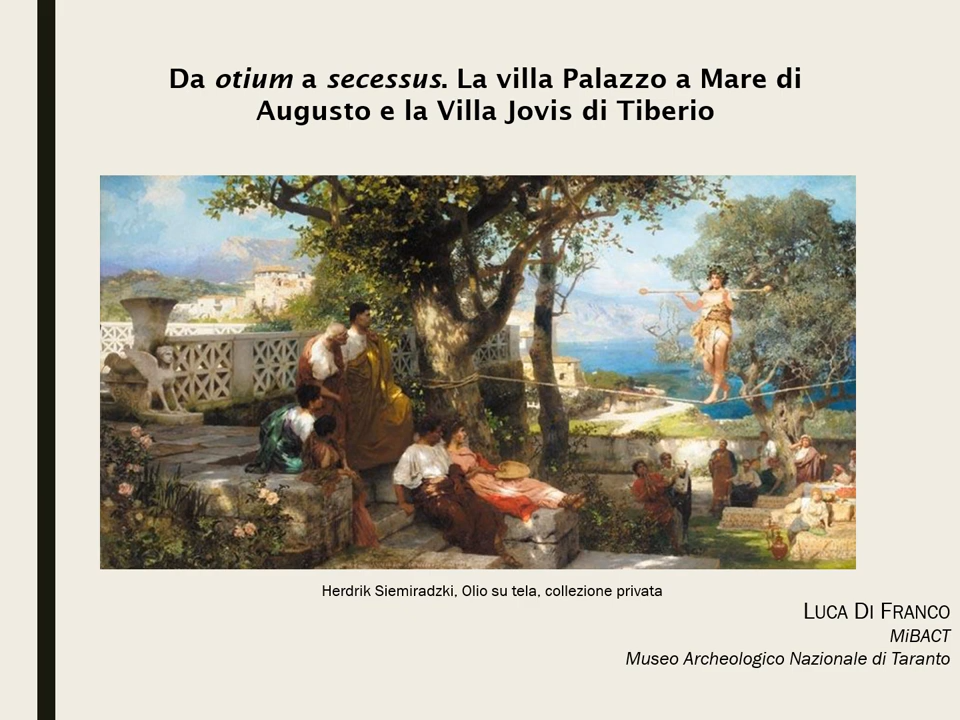 Da otium a secessus. La villa Palazzo a Mare di
Augusto e la Villa Jovis di Tiberio
Herdrik Siemiradzki, Olio su tela, collezione privata
LUCA DI FRANCO
MiBACT
Museo Archeologico Nazionale di Taranto